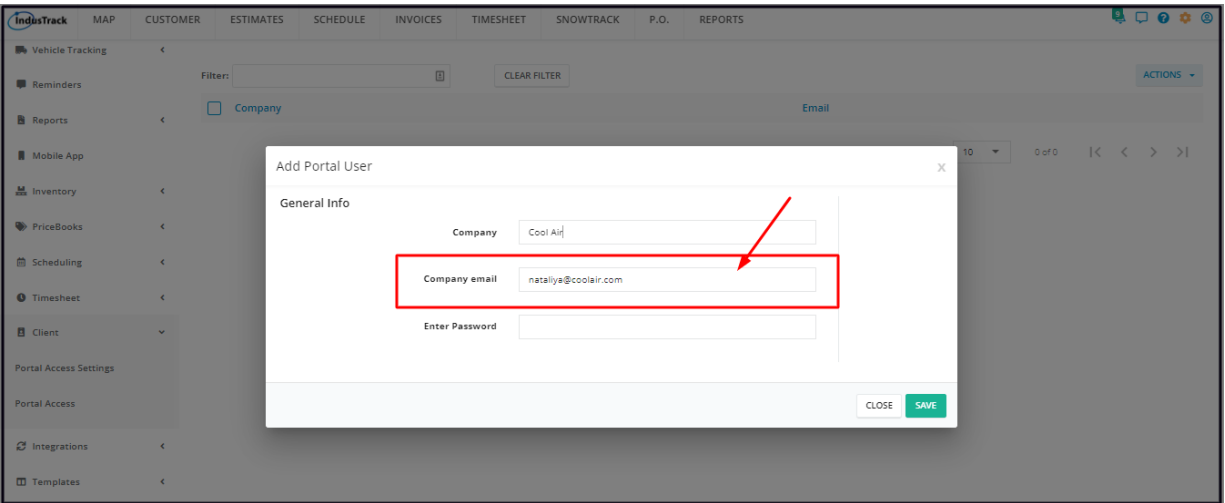 IndusTrack MAP CUSTOMER ESTIMATES SCHEDULE INVOICES TIMESHEET SNOWTRACK P.O. REPORTS
Vehicle Tracking
Reminders
Reports
Mobile App
Inventory
PriceBooks
Scheduling
Timesheet
Client
Portal Access Settings
Portal Access
Integrations
Templates
Filter: CLEAR FILTER ACTIONS
Company Email
10 0 of 0
Add Portal User X
General Info
Company Cool Air
Company email nataliya@coolair.com
Enter Password
CLOSE SAVE